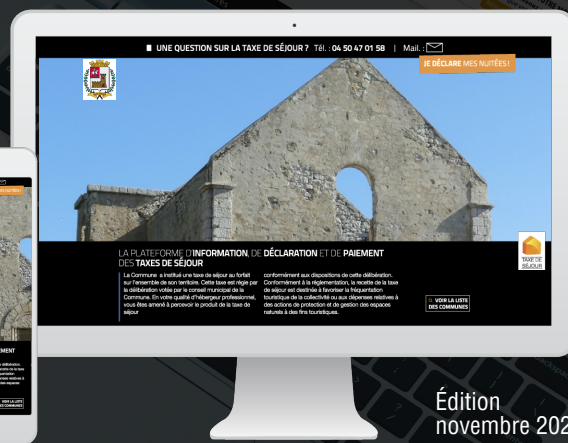 UNE QUESTION SUR LA TAXE DE SÉJOUR ? Tél. : 04 50 47 01 58 | Mail. :
JE DÉCLARE MES NUITÉES !
LA PLATEFORME D'INFORMATION, DE DÉCLARATION ET DE PAIEMENT
DES TAXES DE SÉJOUR
La Commune a institué une taxe de séjour au forfait
sur l'ensemble de son territoire. Cette taxe est régie par
la délibération votée par le conseil municipal de la
Commune. En votre qualité d'hébergeur professionnel,
vous êtes amené à percevoir le produit de la taxe de
séjour
conformément aux dispositions de cette délibération.
Conformément à la réglementation, la recette de la taxe
de séjour est destinée à favoriser la fréquentation
touristique de la collectivité ou aux dépenses relatives à
des actions de protection et de gestion des espaces
naturels à des fins touristiques.
TAXE DE
SÉJOUR
VOIR LA LISTE
DES COMMUNES
Édition
novembre 202